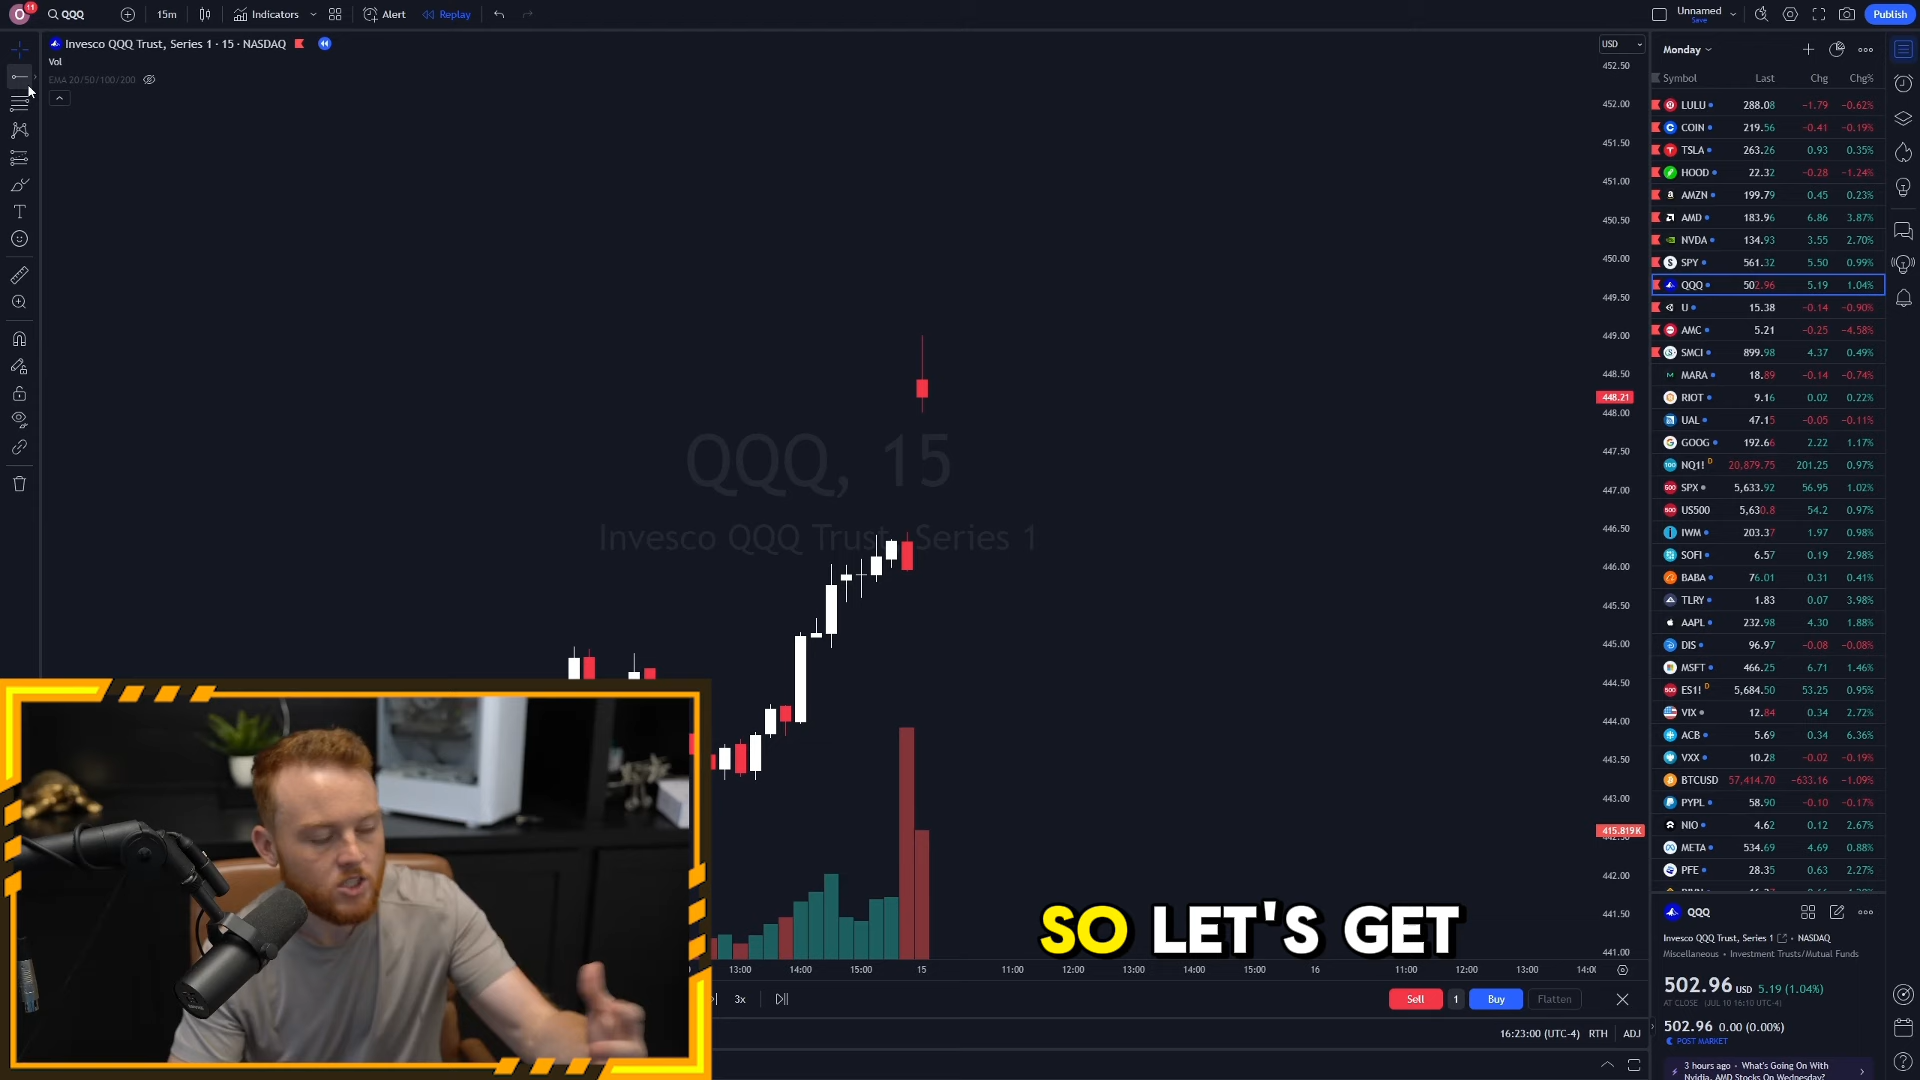 O 11 QQQ 15m Indicators Alert Replay Unnamed Save Publish
Invesco QQQ Trust, Series 1 · 15 · NASDAQ
Vol
EMA 20/50/100/200
QQQ, 15
Invesco QQQ Trust, Series 1
USD
452.50
452.00
451.50
451.00
450.50
450.00
449.50
449.00
448.50
448.21
448.00
447.50
447.00
446.50
446.00
445.50
445.00
444.50
444.00
443.50
443.00
415.819K
442.00
441.50
441.00
13:00 14:00 15:00 15 11:00 12:00 13:00 14:00 15:00 16 11:00 12:00 13:00 14:0
SO LET'S GET
3x Sell 1 Buy Flatten
16:23:00 (UTC-4) RTH ADJ
Monday
Symbol Last Chg Chg%
LULU 288.08 −1.79 −0.62%
COIN 219.56 −0.41 −0.19%
TSLA 263.26 0.93 0.35%
HOOD 22.32 −0.28 −1.24%
AMZN 199.79 0.45 0.23%
AMD 183.96 6.86 3.87%
NVDA 134.93 3.55 2.70%
SPY 561.32 5.50 0.99%
QQQ 502.96 5.19 1.04%
U 15.38 −0.14 −0.90%
AMC 5.21 −0.25 −4.58%
SMCI 899.98 4.37 0.49%
MARA 18.89 −0.14 −0.74%
RIOT 9.16 0.02 0.22%
UAL 47.15 −0.05 −0.11%
GOOG 192.66 2.22 1.17%
NQ1! D 20,879.75 201.25 0.97%
SPX 5,633.92 56.95 1.02%
US500 5,630.8 54.2 0.97%
IWM 203.37 1.97 0.98%
SOFI 6.57 0.19 2.98%
BABA 76.01 0.31 0.41%
TLRY 1.83 0.07 3.98%
AAPL 232.98 4.30 1.88%
DIS 96.97 −0.08 −0.08%
MSFT 466.25 6.71 1.46%
ES1! D 5,684.50 53.25 0.95%
VIX 12.84 0.34 2.72%
ACB 5.69 0.34 6.36%
VXX 10.28 −0.02 −0.19%
BTCUSD 57,414.70 −633.16 −1.09%
PYPL 58.90 −0.10 −0.17%
NIO 4.62 0.12 2.67%
META 534.69 4.69 0.88%
PFE 28.35 0.63 2.27%
QQQ
Invesco QQQ Trust, Series 1 · NASDAQ
Miscellaneous · Investment Trusts/Mutual Funds
502.96 USD 5.19 (1.04%)
AT CLOSE (JUL 10 16:10 UTC-4)
502.96 0.00 (0.00%)
POST MARKET
3 hours ago · What's Going On With
Nvidia, AMD Stocks On Wednesday?